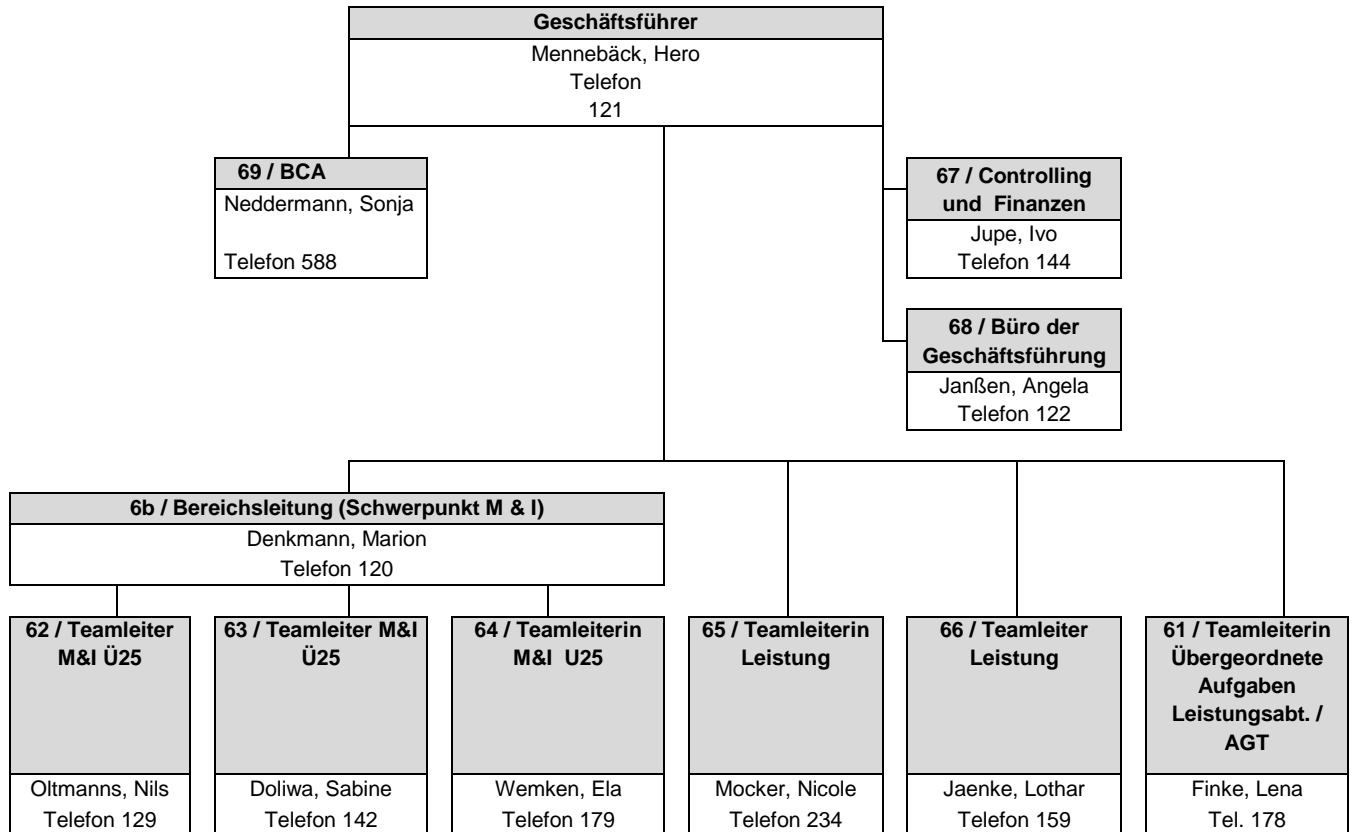 Geschäftsführer
Mennebäck, Hero
Telefon
121
69 / BCA
Neddermann, Sonja
Telefon 588
67 / Controlling
und Finanzen
Jupe, Ivo
Telefon 144
68 / Büro der
Geschäftsführung
Janßen, Angela
Telefon 122
6b / Bereichsleitung (Schwerpunkt M & I)
Denkmann, Marion
Telefon 120
62 / Teamleiter
M&I Ü25
Oltmanns, Nils
Telefon 129
63 / Teamleiter M&I
Ü25
Doliwa, Sabine
Telefon 142
64 / Teamleiterin
M&I U25
Wemken, Ela
Telefon 179
65 / Teamleiterin
Leistung
Mocker, Nicole
Telefon 234
66 / Teamleiter
Leistung
Jaenke, Lothar
Telefon 159
61 / Teamleiterin
Übergeordnete
Aufgaben
Leistungsabt. /
AGT
Finke, Lena
Tel. 178